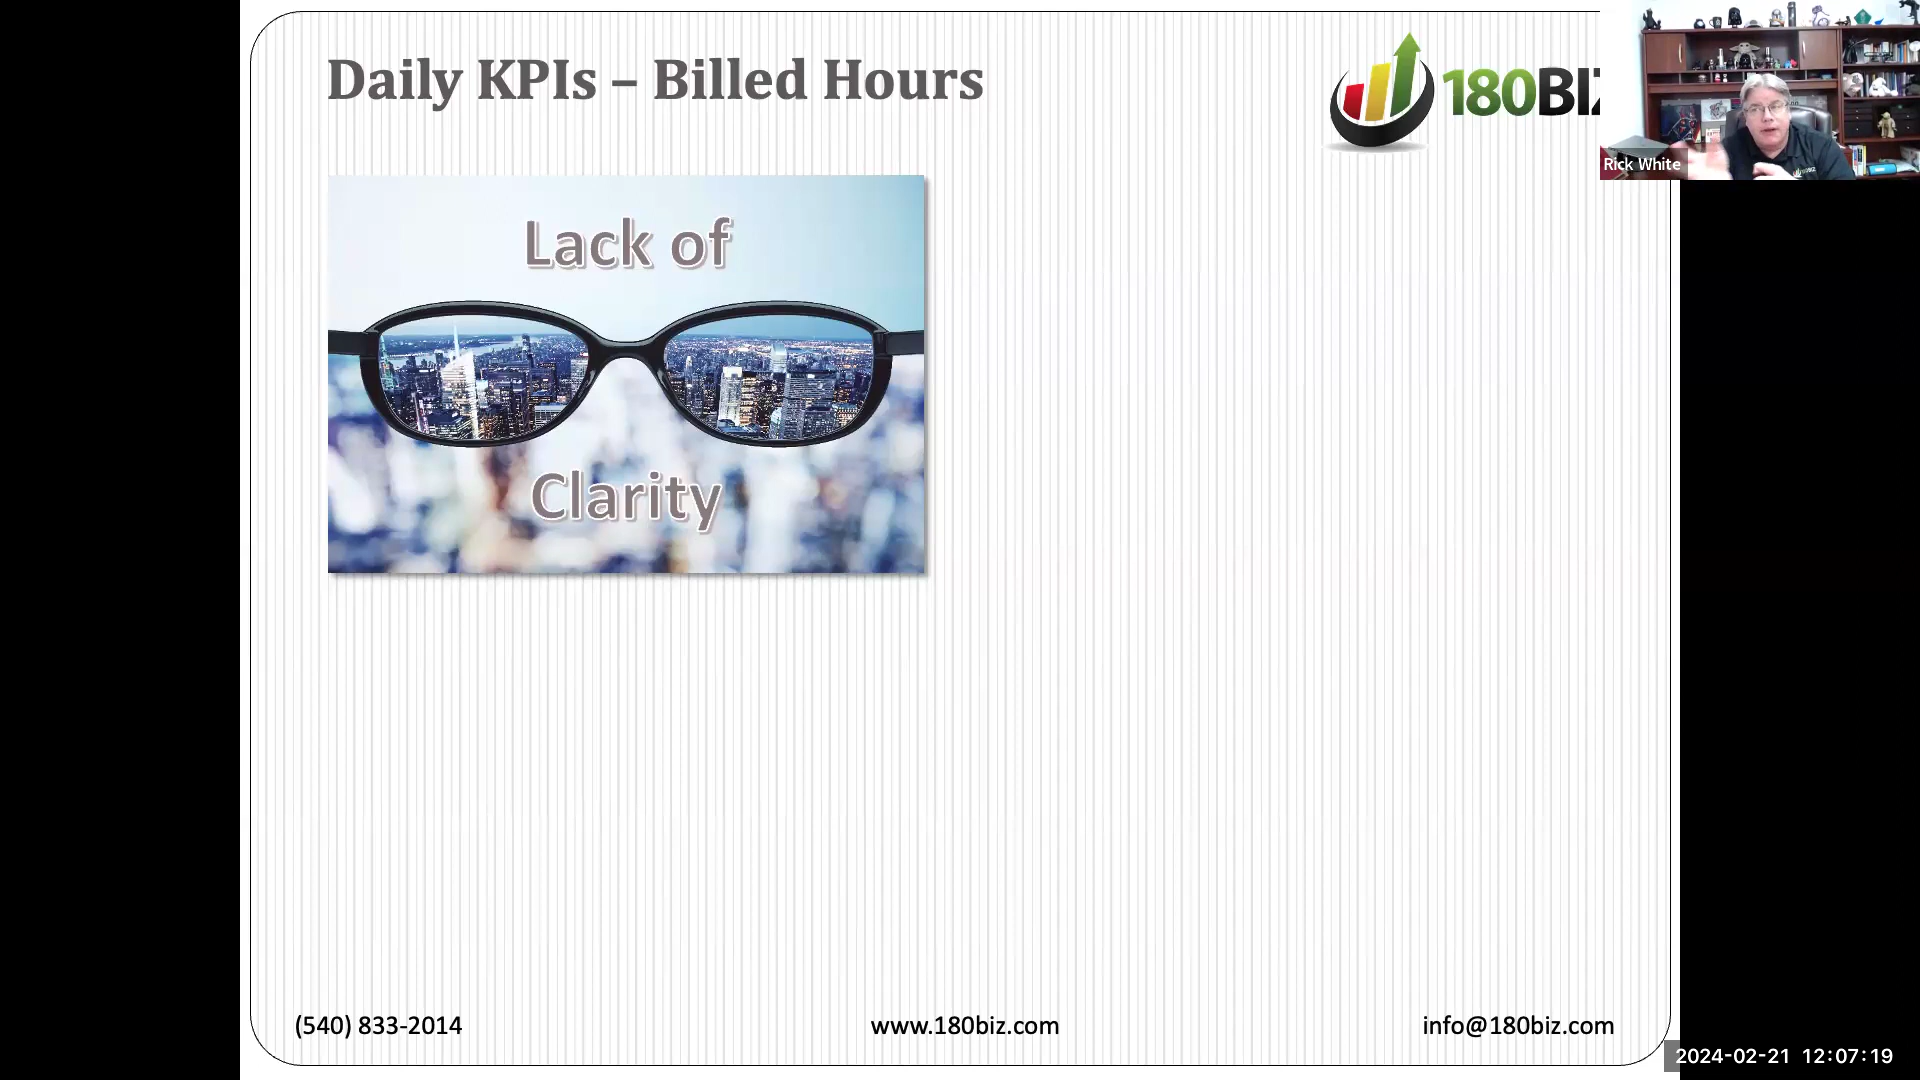 Daily KPIs – Billed Hours
180BIZ
Rick White
Lack of
Clarity
(540) 833-2014
www.180biz.com
info@180biz.com
2024-02-21 12:07:19